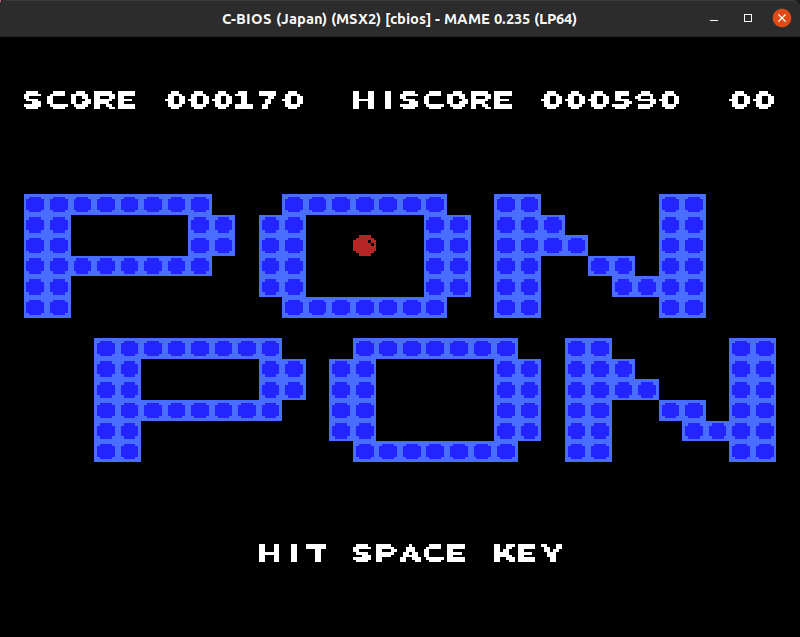 C-BIOS (Japan) (MSX2) [cbios] - MAME 0.235 (LP64)
SCORE 000170 HISCORE 000590 00
PON
PON
HIT SPACE KEY